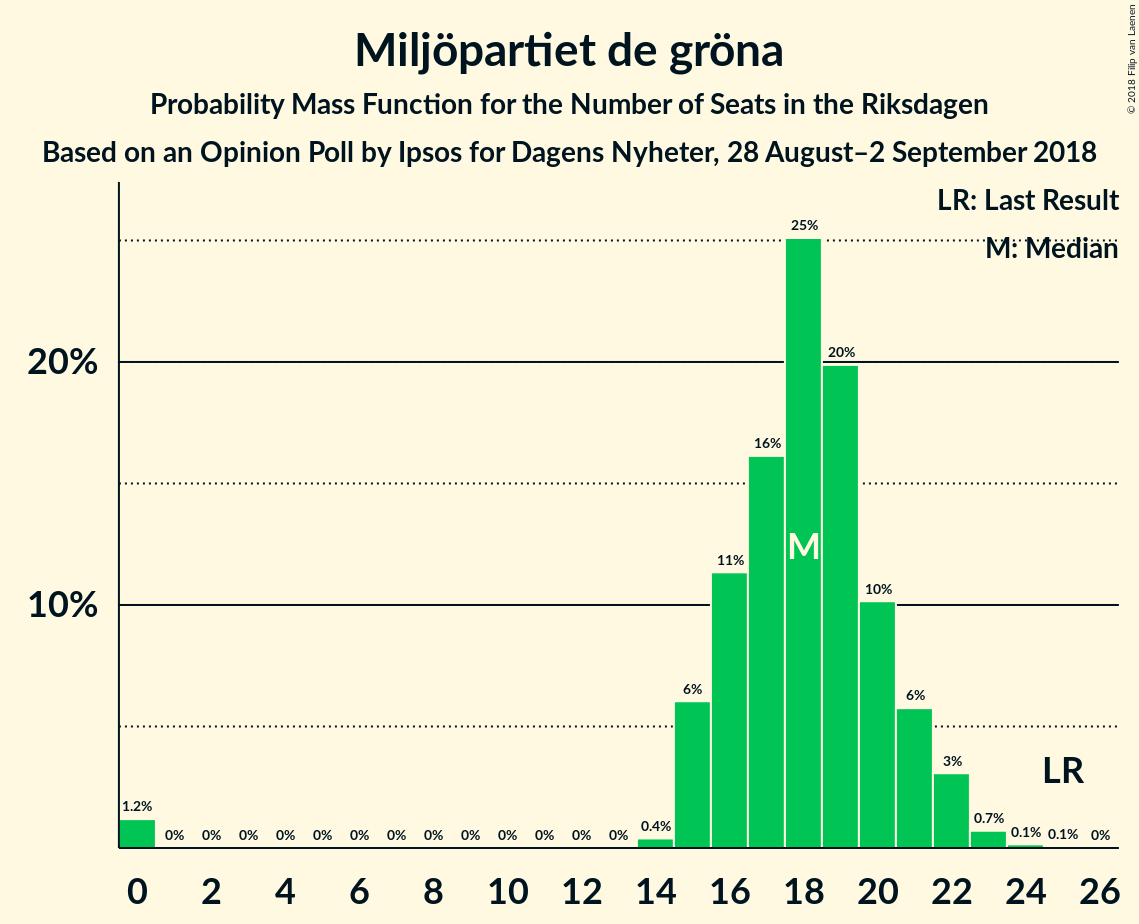 Miljöpartiet de gröna
Probability Mass Function for the Number of Seats in the Riksdagen
Based on an Opinion Poll by Ipsos for Dagens Nyheter, 28 August–2 September 2018
© 2018 Filip van Laenen
LR: Last Result
M: Median
20%
10%
1.2% 0% 0% 0% 0% 0% 0% 0% 0% 0% 0% 0% 0% 0% 0.4% 6% 11% 16% 25% 20% 10% 6% 3% 0.7% 0.1% 0.1% 0%
M
LR
0 2 4 6 8 10 12 14 16 18 20 22 24 26